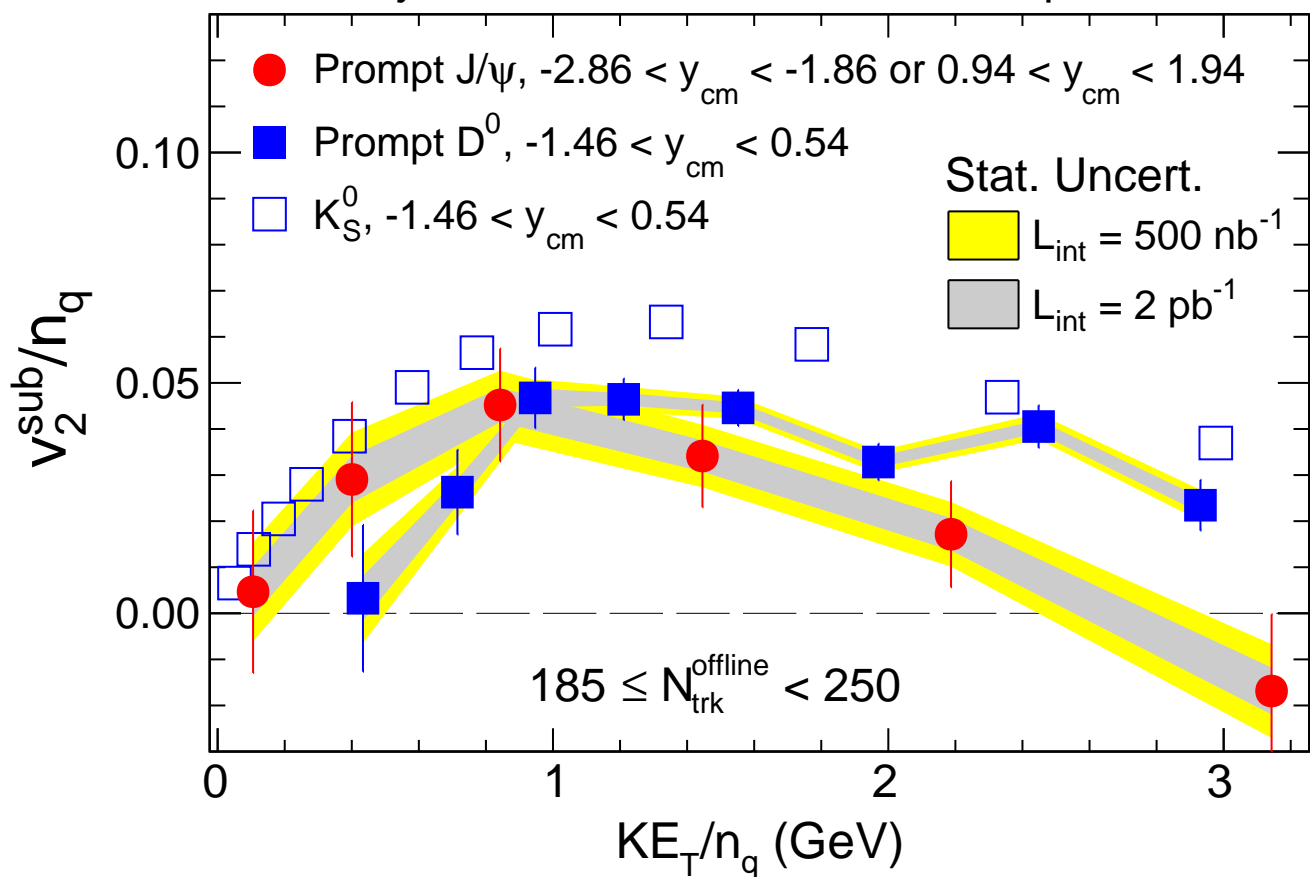 Prompt J/ψ, -2.86 < y_cm < -1.86 or 0.94 < y_cm < 1.94
Prompt D^0, -1.46 < y_cm < 0.54
K_S^0, -1.46 < y_cm < 0.54
Stat. Uncert.
L_int = 500 nb^-1
L_int = 2 pb^-1
0.10
0.05
0.00
v_2^sub/n_q
185 ≤ N_trk^offline < 250
0 1 2 3
KE_T/n_q (GeV)